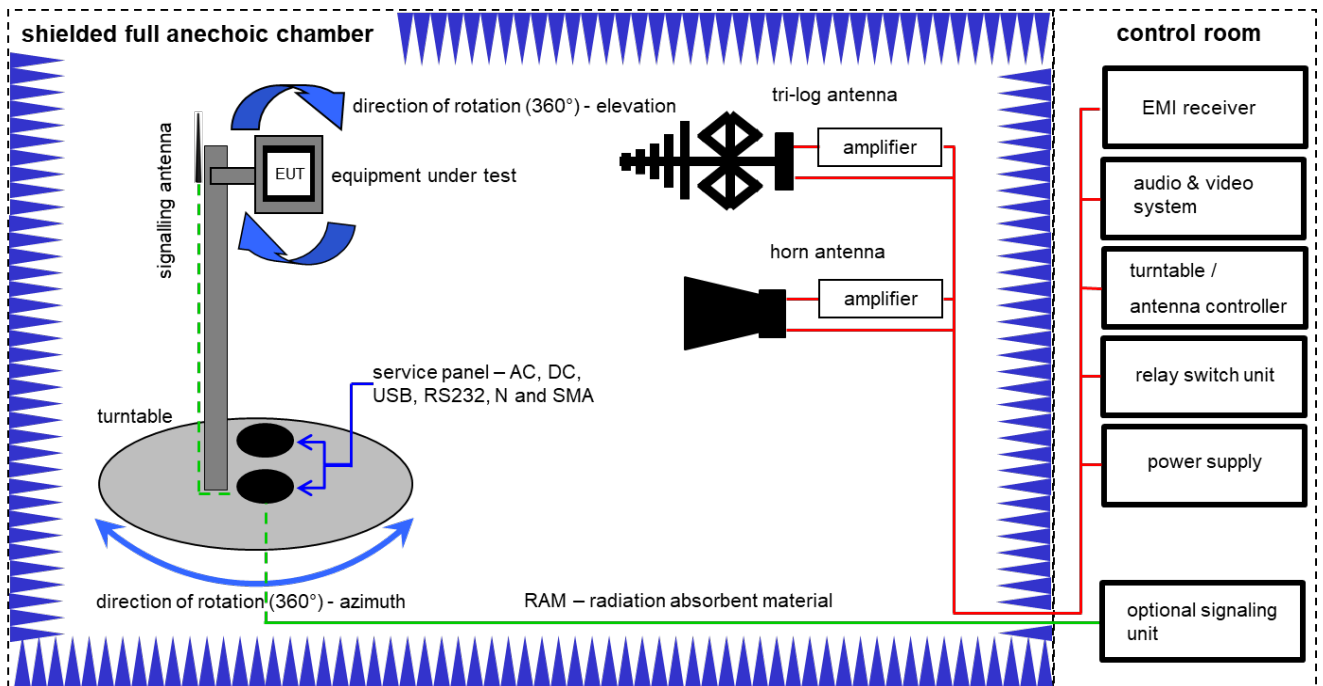 shielded full anechoic chamber
control room
direction of rotation (360°) - elevation
tri-log antenna
EMI receiver
signalling antenna
amplifier
EUT
equipment under test
audio & video
system
horn antenna
amplifier
turntable /
antenna controller
service panel – AC, DC,
USB, RS232, N and SMA
relay switch unit
turntable
power supply
direction of rotation (360°) - azimuth
RAM – radiation absorbent material
optional signaling
unit